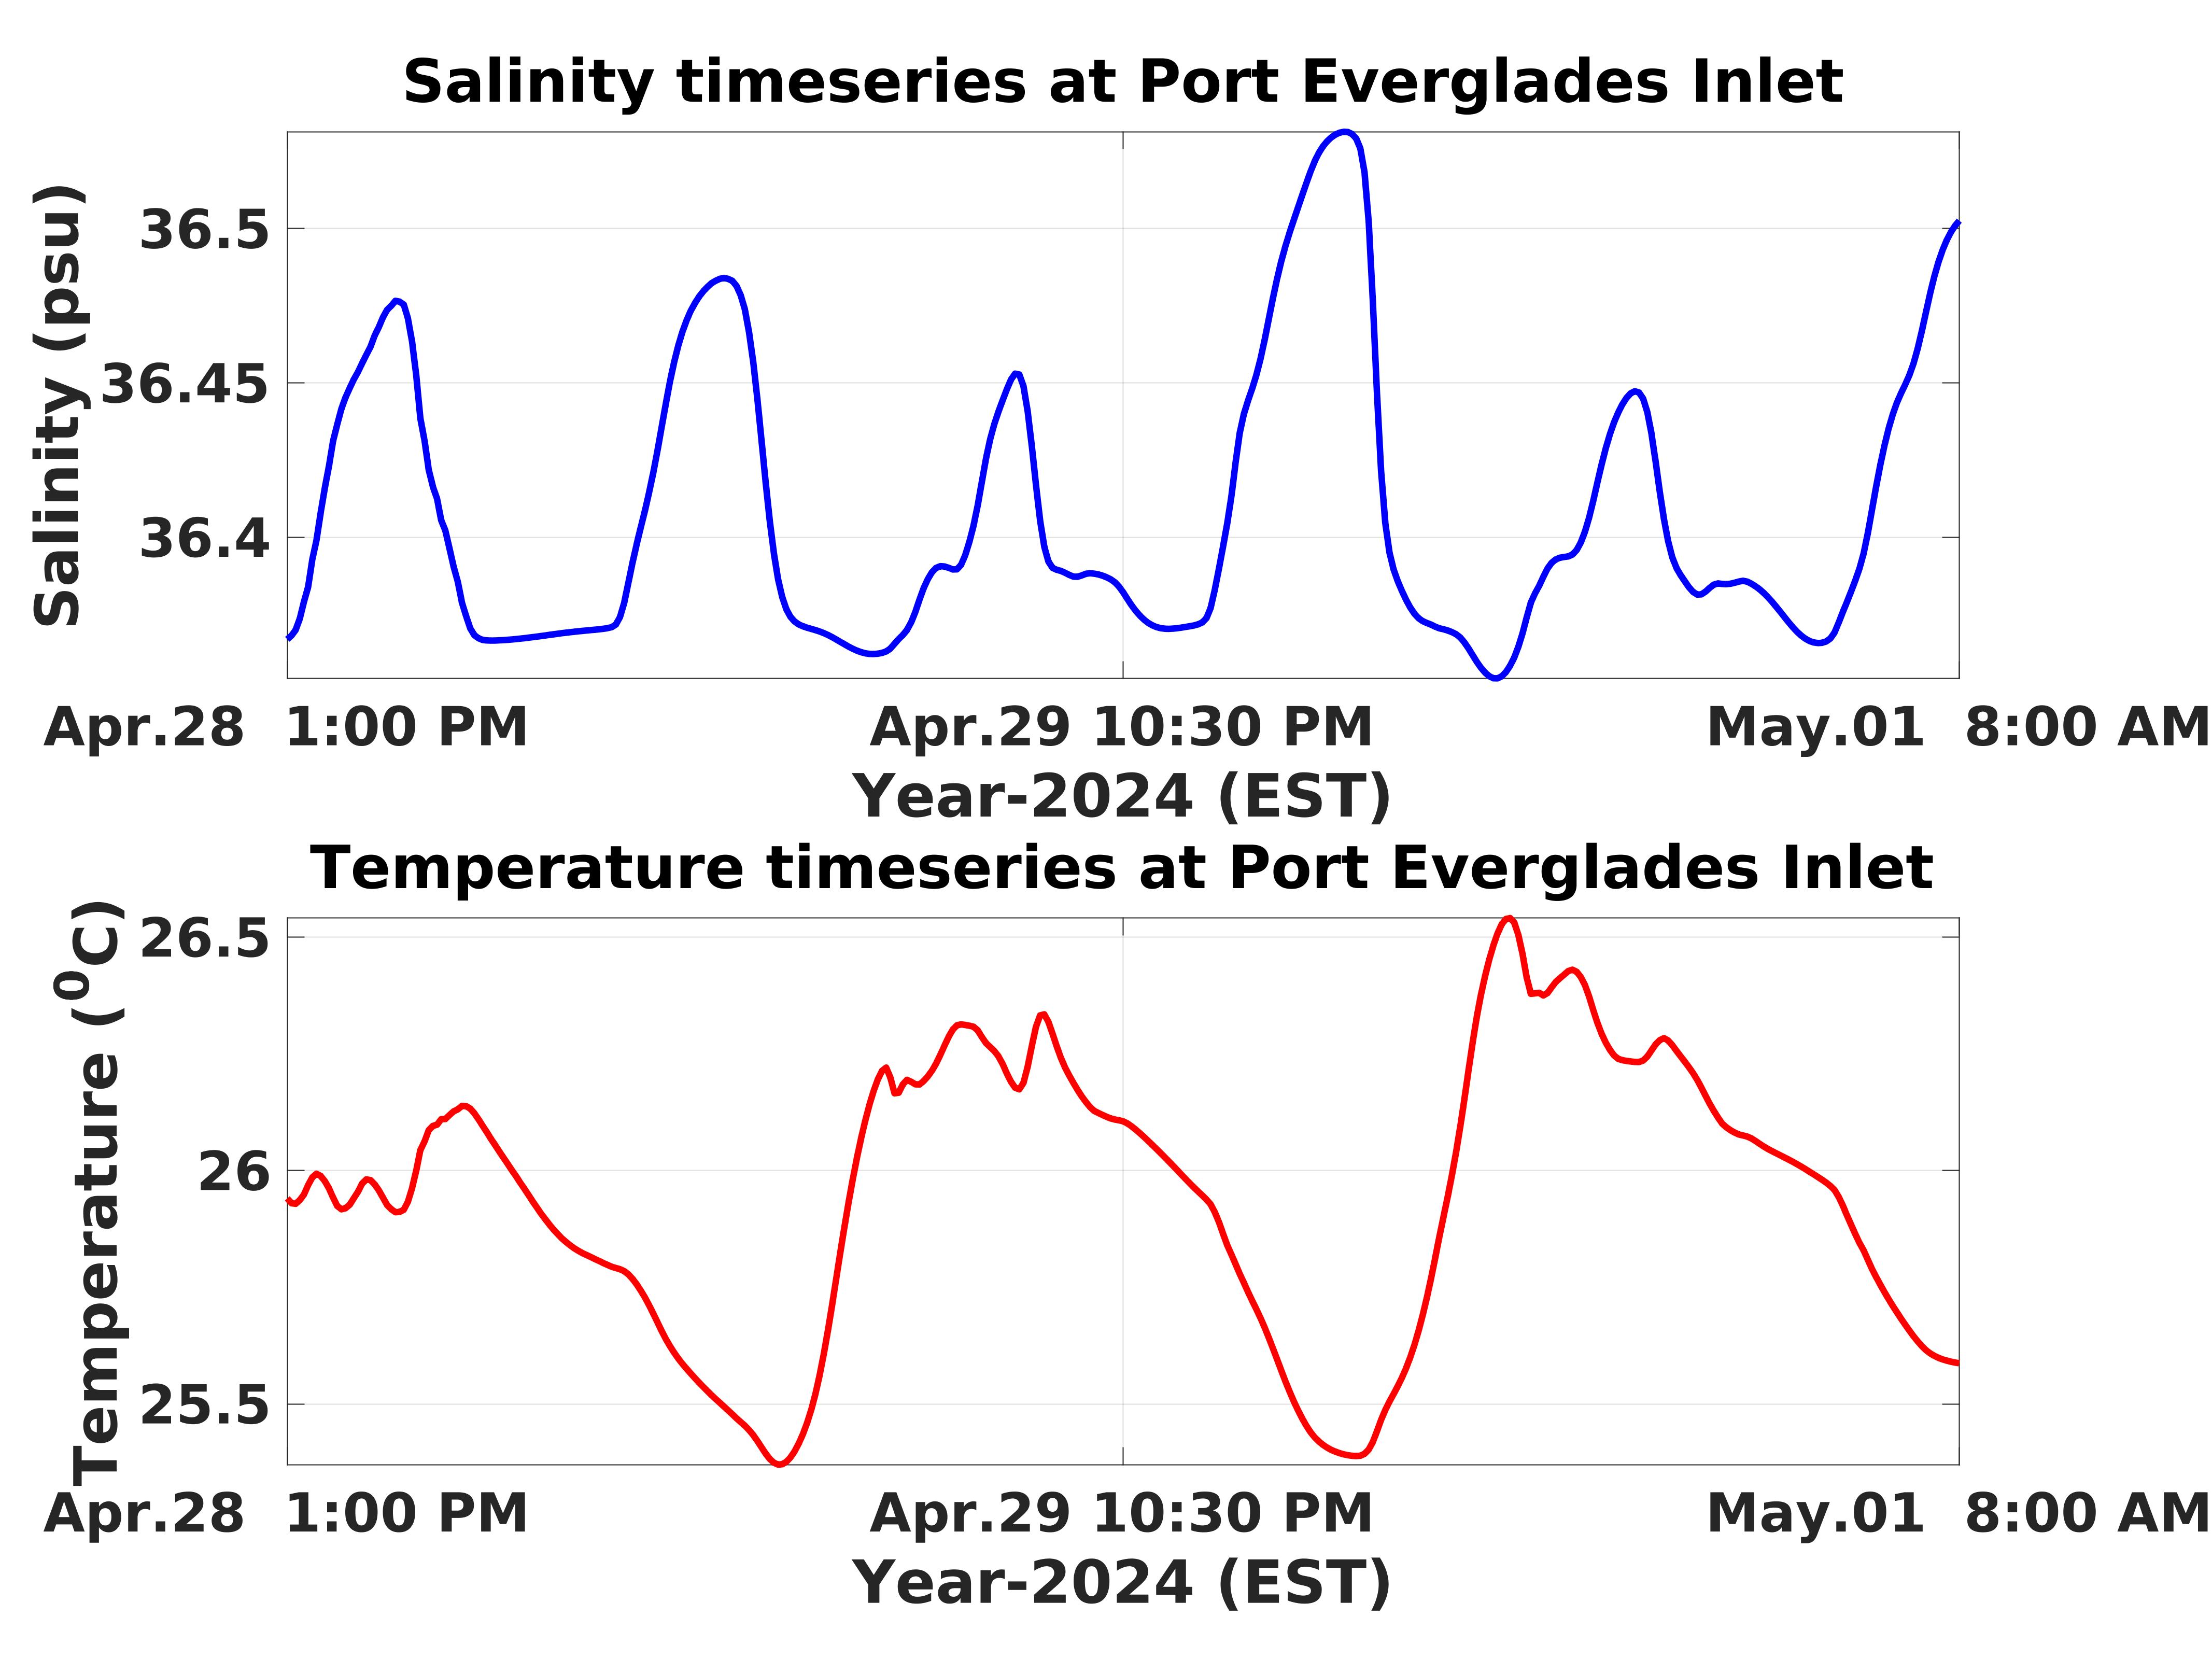 Salinity timeseries at Port Everglades Inlet
Salinity (psu)
36.5
36.45
36.4
Apr.28  1:00 PM
Apr.29 10:30 PM
May.01  8:00 AM
Year-2024 (EST)
Temperature timeseries at Port Everglades Inlet
Temperature (⁰C)
26.5
26
25.5
Apr.28  1:00 PM
Apr.29 10:30 PM
May.01  8:00 AM
Year-2024 (EST)